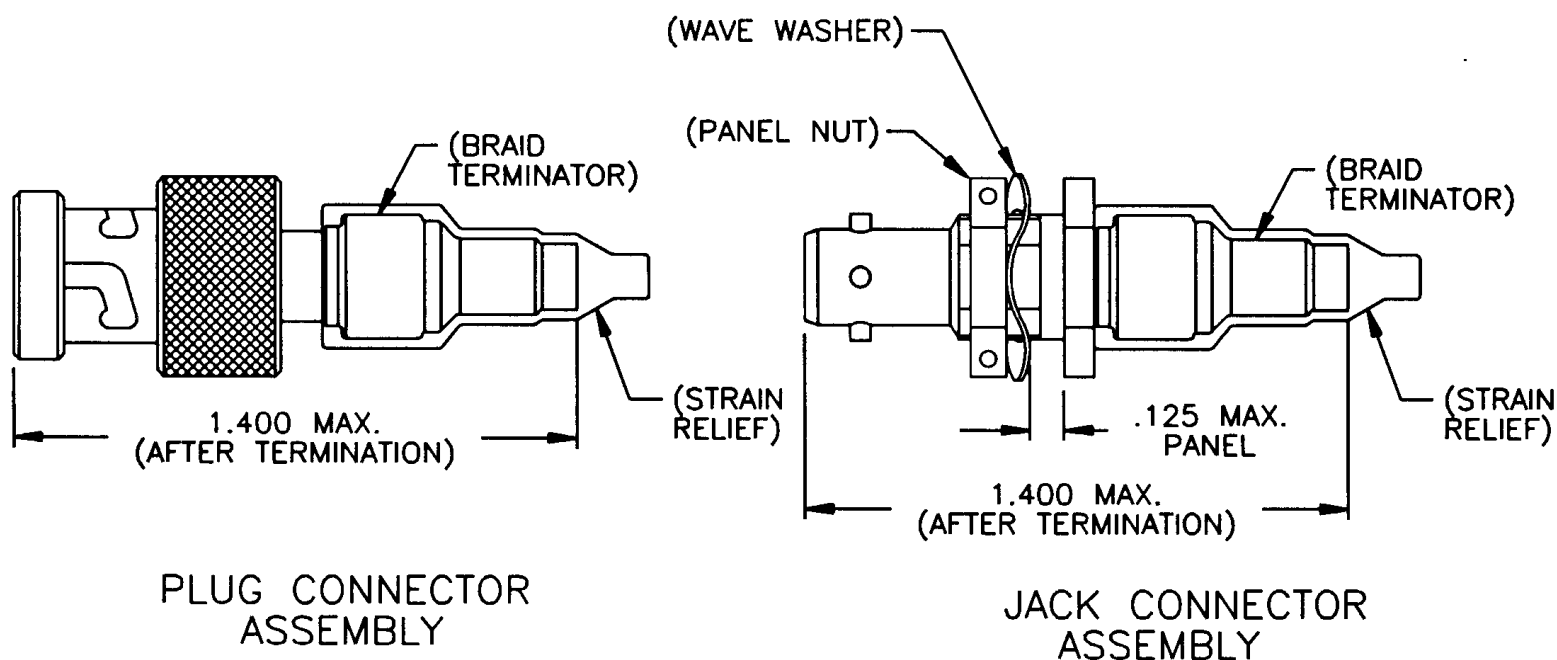 (BRAID
TERMINATOR)
(STRAIN
RELIEF)
1.400 MAX.
(AFTER TERMINATION)
PLUG CONNECTOR
ASSEMBLY
(WAVE WASHER)
(PANEL NUT)
(BRAID
TERMINATOR)
(STRAIN
RELIEF)
.125 MAX.
PANEL
1.400 MAX.
(AFTER TERMINATION)
JACK CONNECTOR
ASSEMBLY